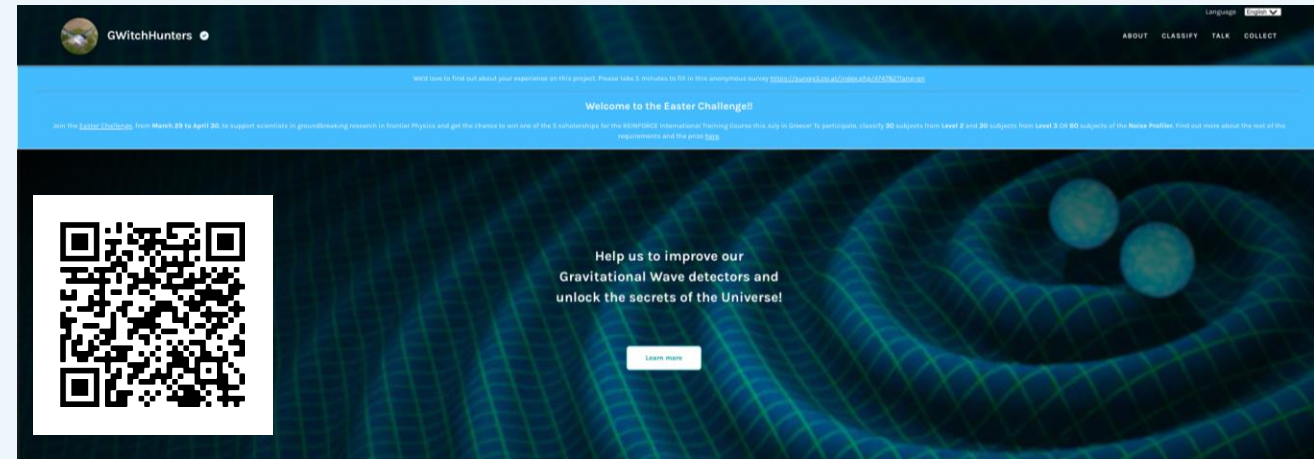 Language English
GWitchHunters
ABOUT CLASSIFY TALK COLLECT
We'd love to find out about your experience on this project. Please take 5 minutes to fill in this anonymous survey
Welcome to the Easter Challenge!!
Join the Easter Challenge, from March 29 to April 30, to support scientists in groundbreaking research in frontier Physics and get the chance to win one of the 5 scholarships for the REINFORCE International Training Course this July in Greece! To participate, classify 30 subjects from Level 2 and 30 subjects from Level 3 OR 60 subjects of the Noise Profiler. Find out more about the rest of the
requirements and the prize here.
Help us to improve our
Gravitational Wave detectors and
unlock the secrets of the Universe!
Learn more